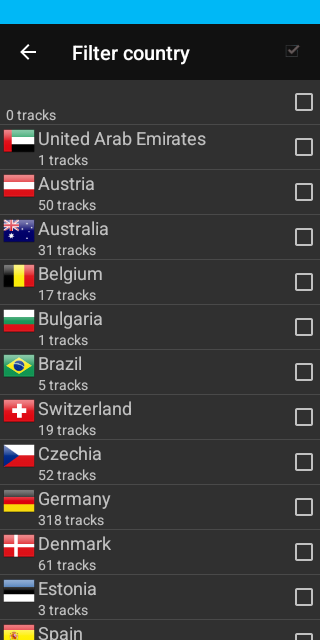 Filter country
0 tracks
United Arab Emirates
1 tracks
Austria
50 tracks
Australia
31 tracks
Belgium
17 tracks
Bulgaria
1 tracks
Brazil
5 tracks
Switzerland
19 tracks
Czechia
52 tracks
Germany
318 tracks
Denmark
61 tracks
Estonia
3 tracks
Spain